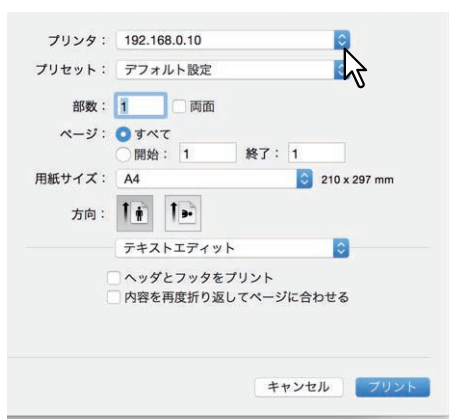 プリンタ： 192.168.0.10
プリセット： デフォルト設定
部数： 1 両面
ページ： すべて
開始： 1 終了： 1
用紙サイズ： A4 210 x 297 mm
方向：
テキストエディット
ヘッダとフッタをプリント
内容を再度折り返してページに合わせる
キャンセル プリント